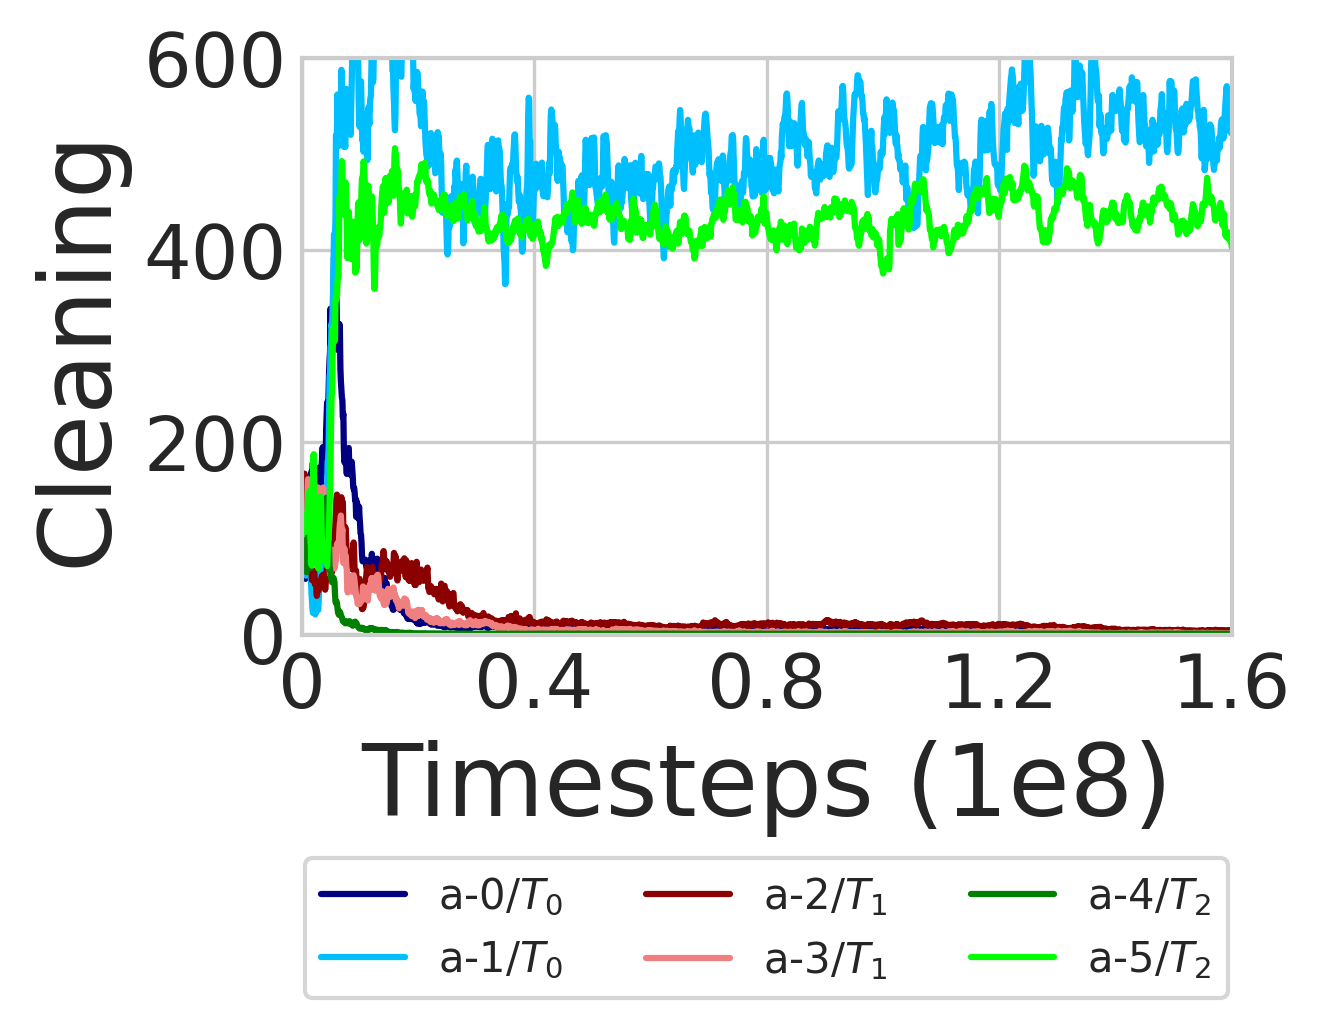 600
400
200
0
Cleaning
0 0.4 0.8 1.2 1.6
Timesteps (1e8)
a-0/T₀ a-2/T₁ a-4/T₂
a-1/T₀ a-3/T₁ a-5/T₂